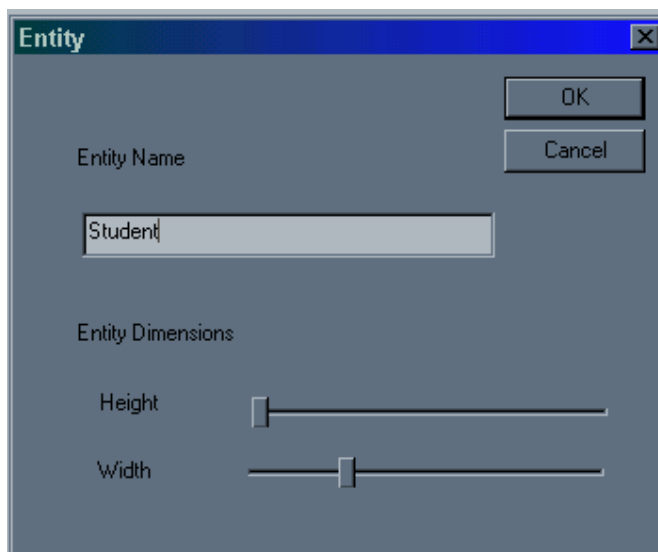 Entity
OK
Cancel
Entity Name
Student
Entity Dimensions
Height
Width